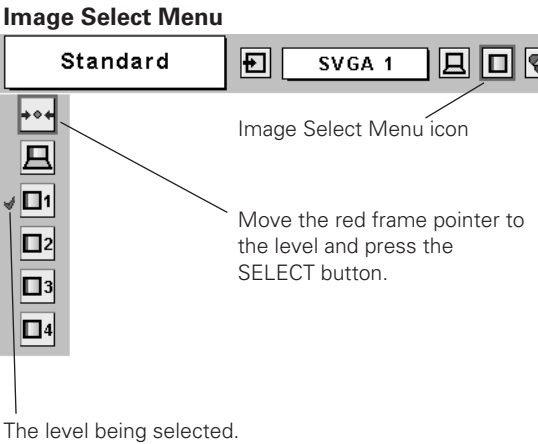 Image Select Menu
Standard
SVGA 1
Image Select Menu icon
1
Move the red frame pointer to
the level and press the
SELECT button.
2
3
4
The level being selected.